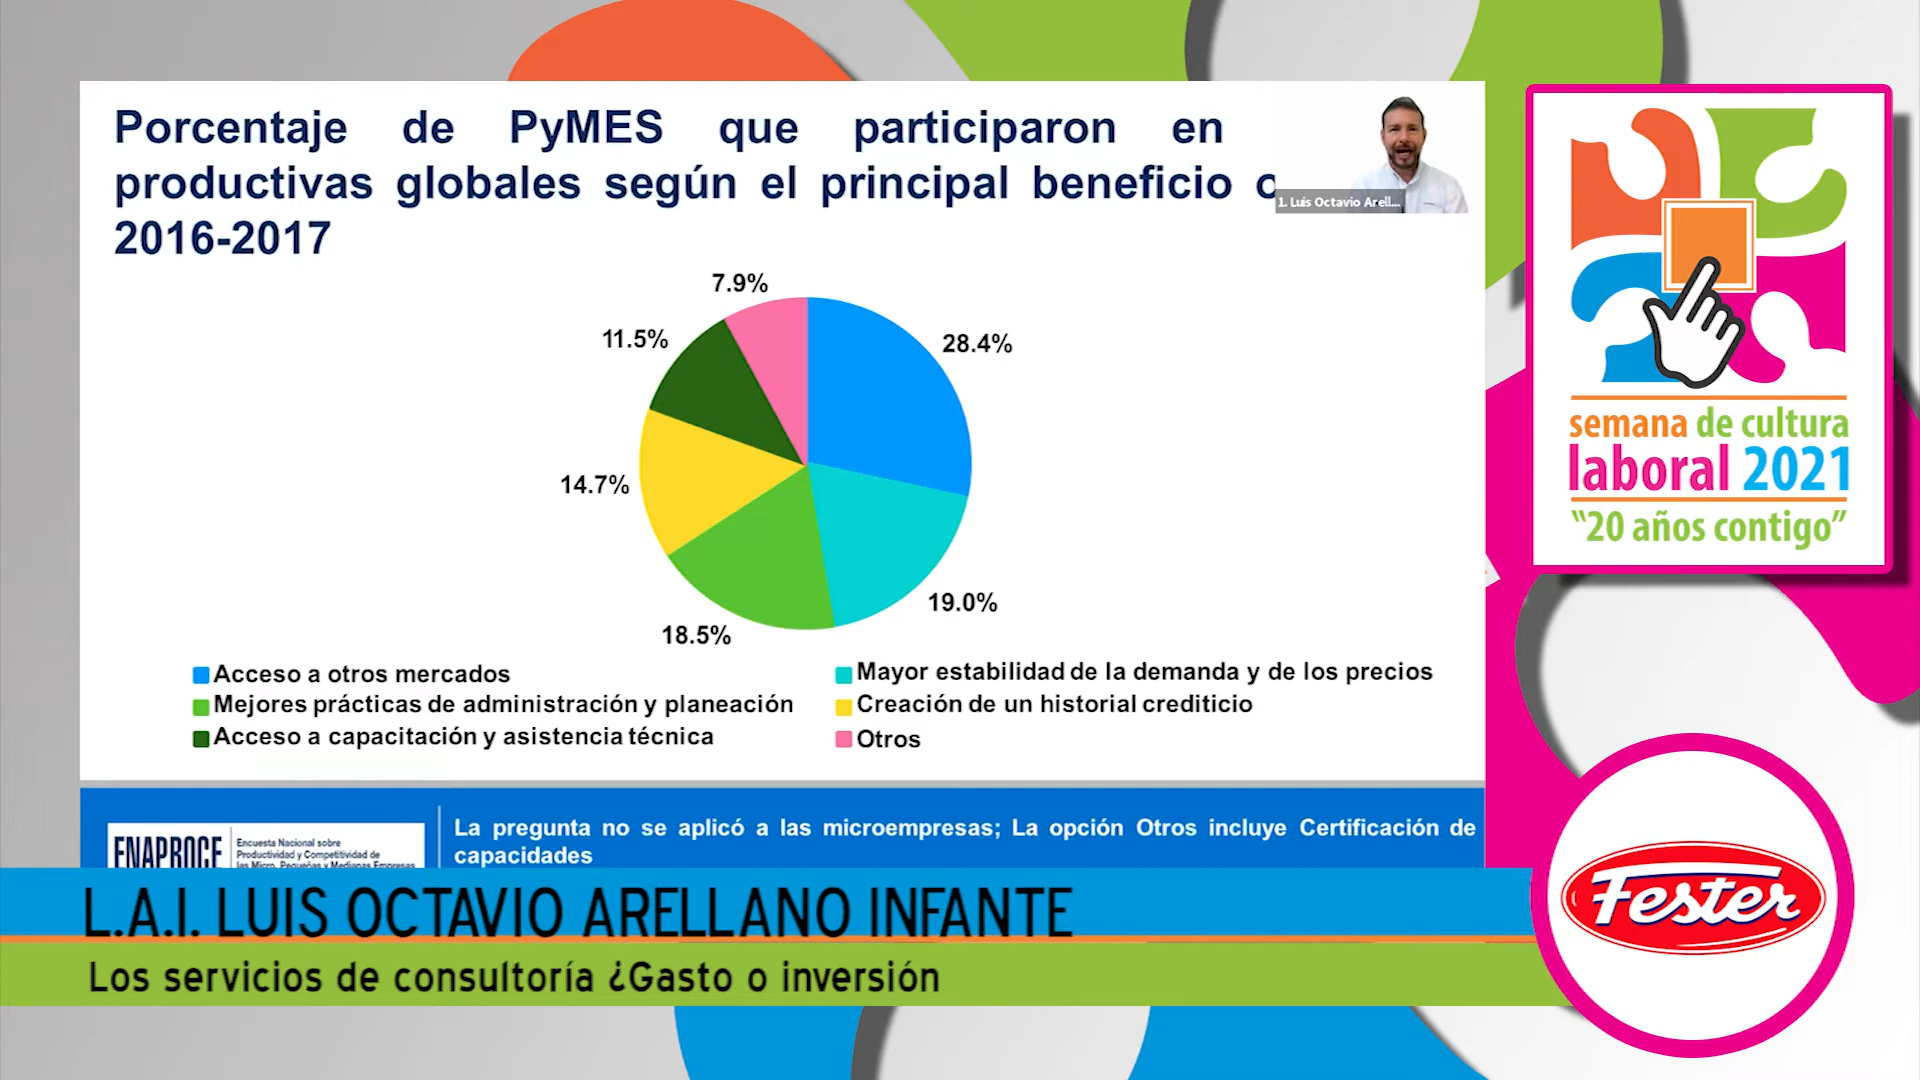 Porcentaje de PyMES que participaron en
productivas globales según el principal beneficio
2016-2017
1. Luis Octavio Arell...
7.9%
11.5%
28.4%
14.7%
19.0%
18.5%
Acceso a otros mercados
Mayor estabilidad de la demanda y de los precios
Mejores prácticas de administración y planeación
Creación de un historial crediticio
Acceso a capacitación y asistencia técnica
Otros
ENAPROCE
Encuesta Nacional sobre
Productividad y Competitividad de
las Micro, Pequeñas y Medianas Empresas
La pregunta no se aplicó a las microempresas; La opción Otros incluye Certificación de
capacidades
L.A.I. LUIS OCTAVIO ARELLANO INFANTE
Los servicios de consultoría ¿Gasto o inversión
semana de cultura
laboral 2021
“20 años contigo”
Fester